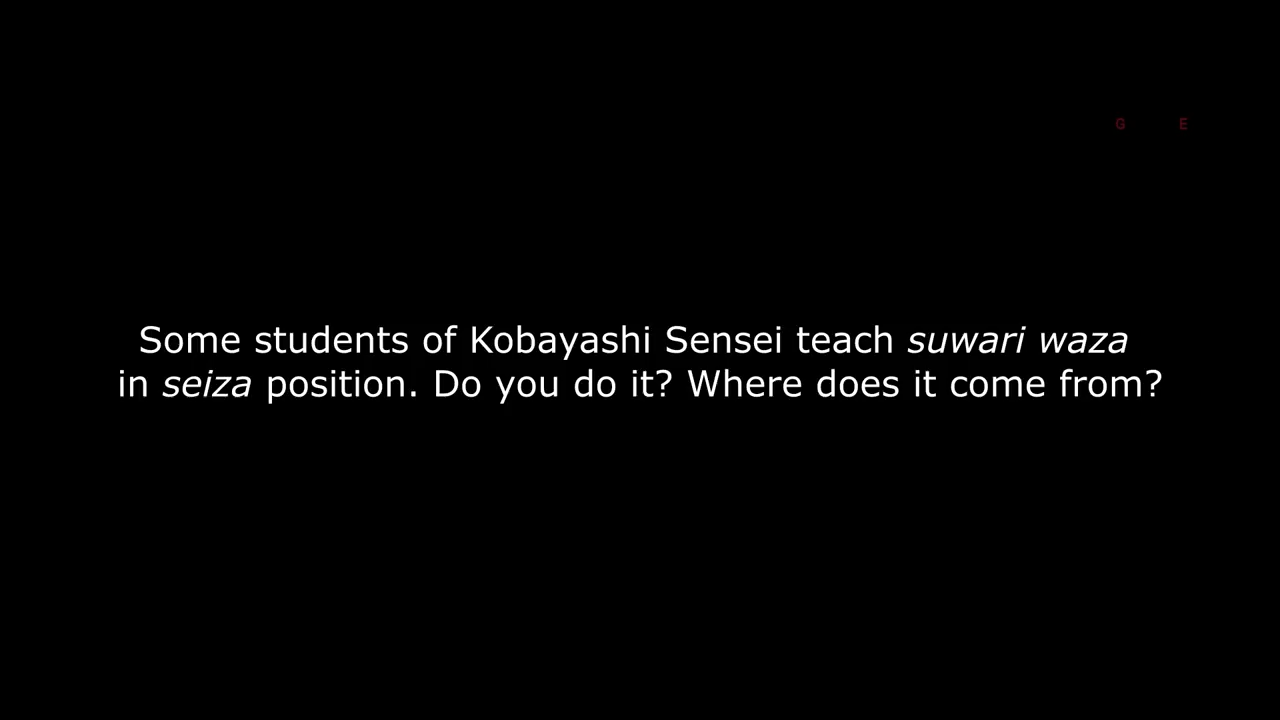 G E
Some students of Kobayashi Sensei teach suwari waza
in seiza position. Do you do it? Where does it come from?